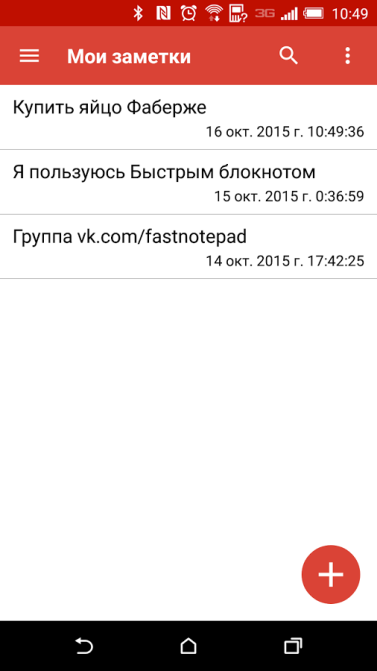 3G 10:49
Мои заметки
Купить яйцо Фаберже
16 окт. 2015 г. 10:49:36
Я пользуюсь Быстрым блокнотом
15 окт. 2015 г. 0:36:59
Группа vk.com/fastnotepad
14 окт. 2015 г. 17:42:25